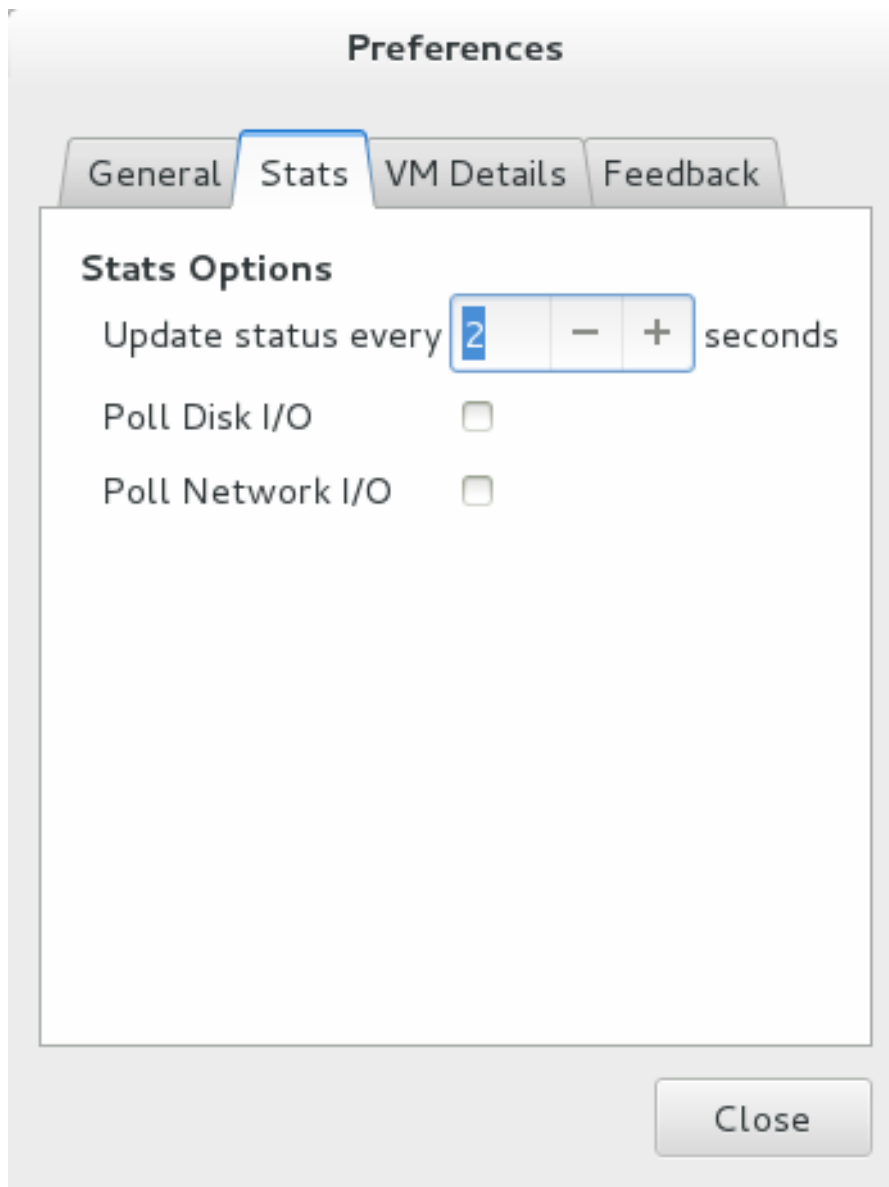 Preferences
General Stats VM Details Feedback
Stats Options
Update status every 2 − + seconds
Poll Disk I/O
Poll Network I/O
Close